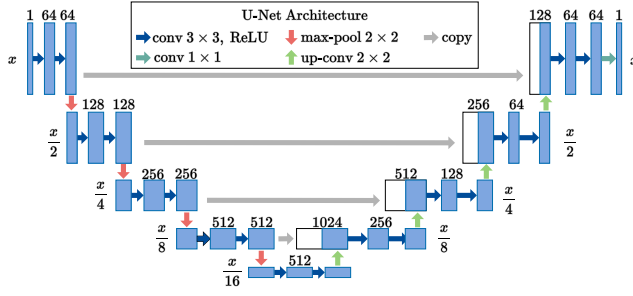 U-Net Architecture
conv 3 × 3, ReLU max-pool 2 × 2 copy
conv 1 × 1 up-conv 2 × 2
1 64 64 128 64 64 1
x
128 128 256 64
x/2 x/2
256 256 512 128
x/4 x/4
512 512 1024 256
x/8 x/8
512
x/16